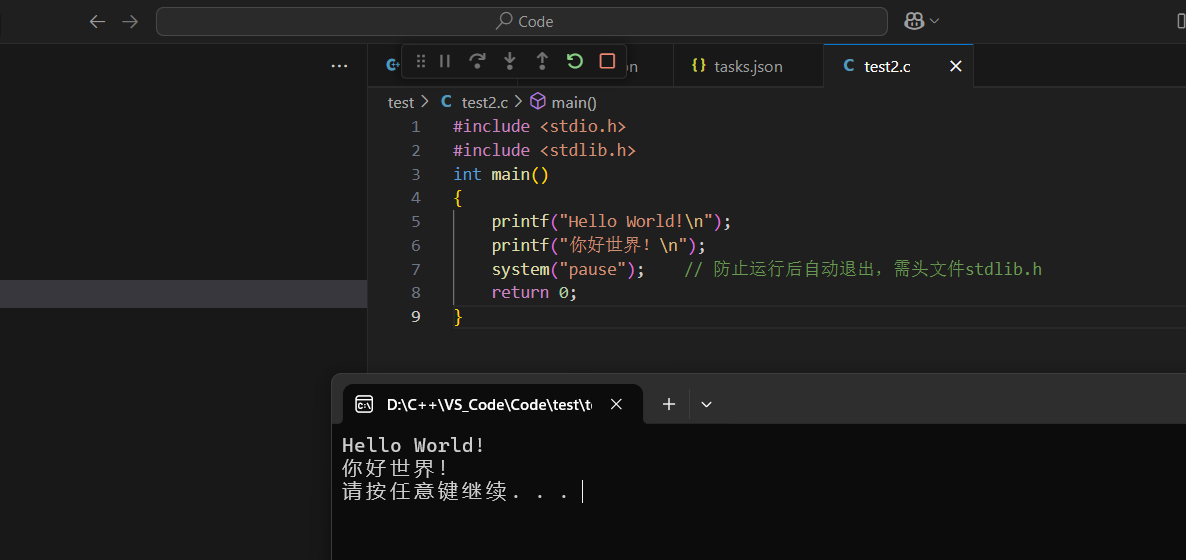 Code
tasks.json
test2.c
test > test2.c > main()
1 #include <stdio.h>
2 #include <stdlib.h>
3 int main()
4 {
5 printf("Hello World!\n");
6 printf("你好世界！\n");
7 system("pause"); // 防止运行后自动退出，需头文件stdlib.h
8 return 0;
9 }
D:\C++\VS_Code\Code\test\t
Hello World!
你好世界！
请按任意键继续. . .